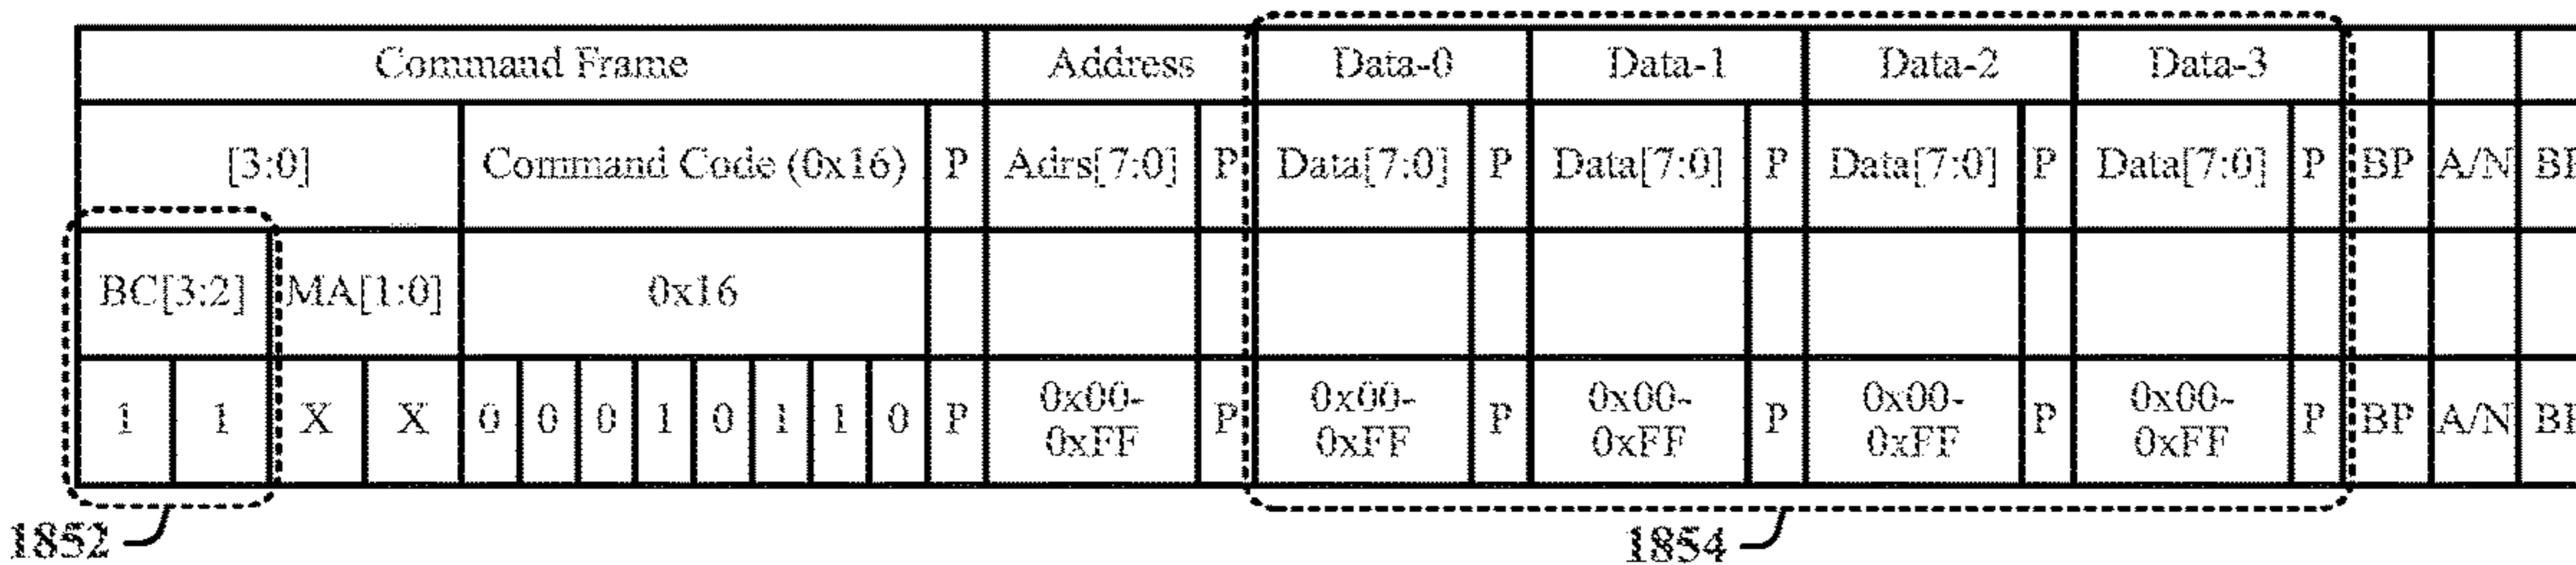 Command Frame Address Data-0 Data-1 Data-2 Data-3
[3:0] Command Code (0x16) P Adrs[7:0] P Data[7:0] P Data[7:0] P Data[7:0] P Data[7:0] P BP A/N
BC[3:2] MA[1:0] 0x16
1 1 X X 0 0 0 1 0 1 1 0 P 0x00- P 0x00- P 0x00- P 0x00- P 0x00- P BP A/N
0xFF 0xFF 0xFF 0xFF 0xFF
1852 1854